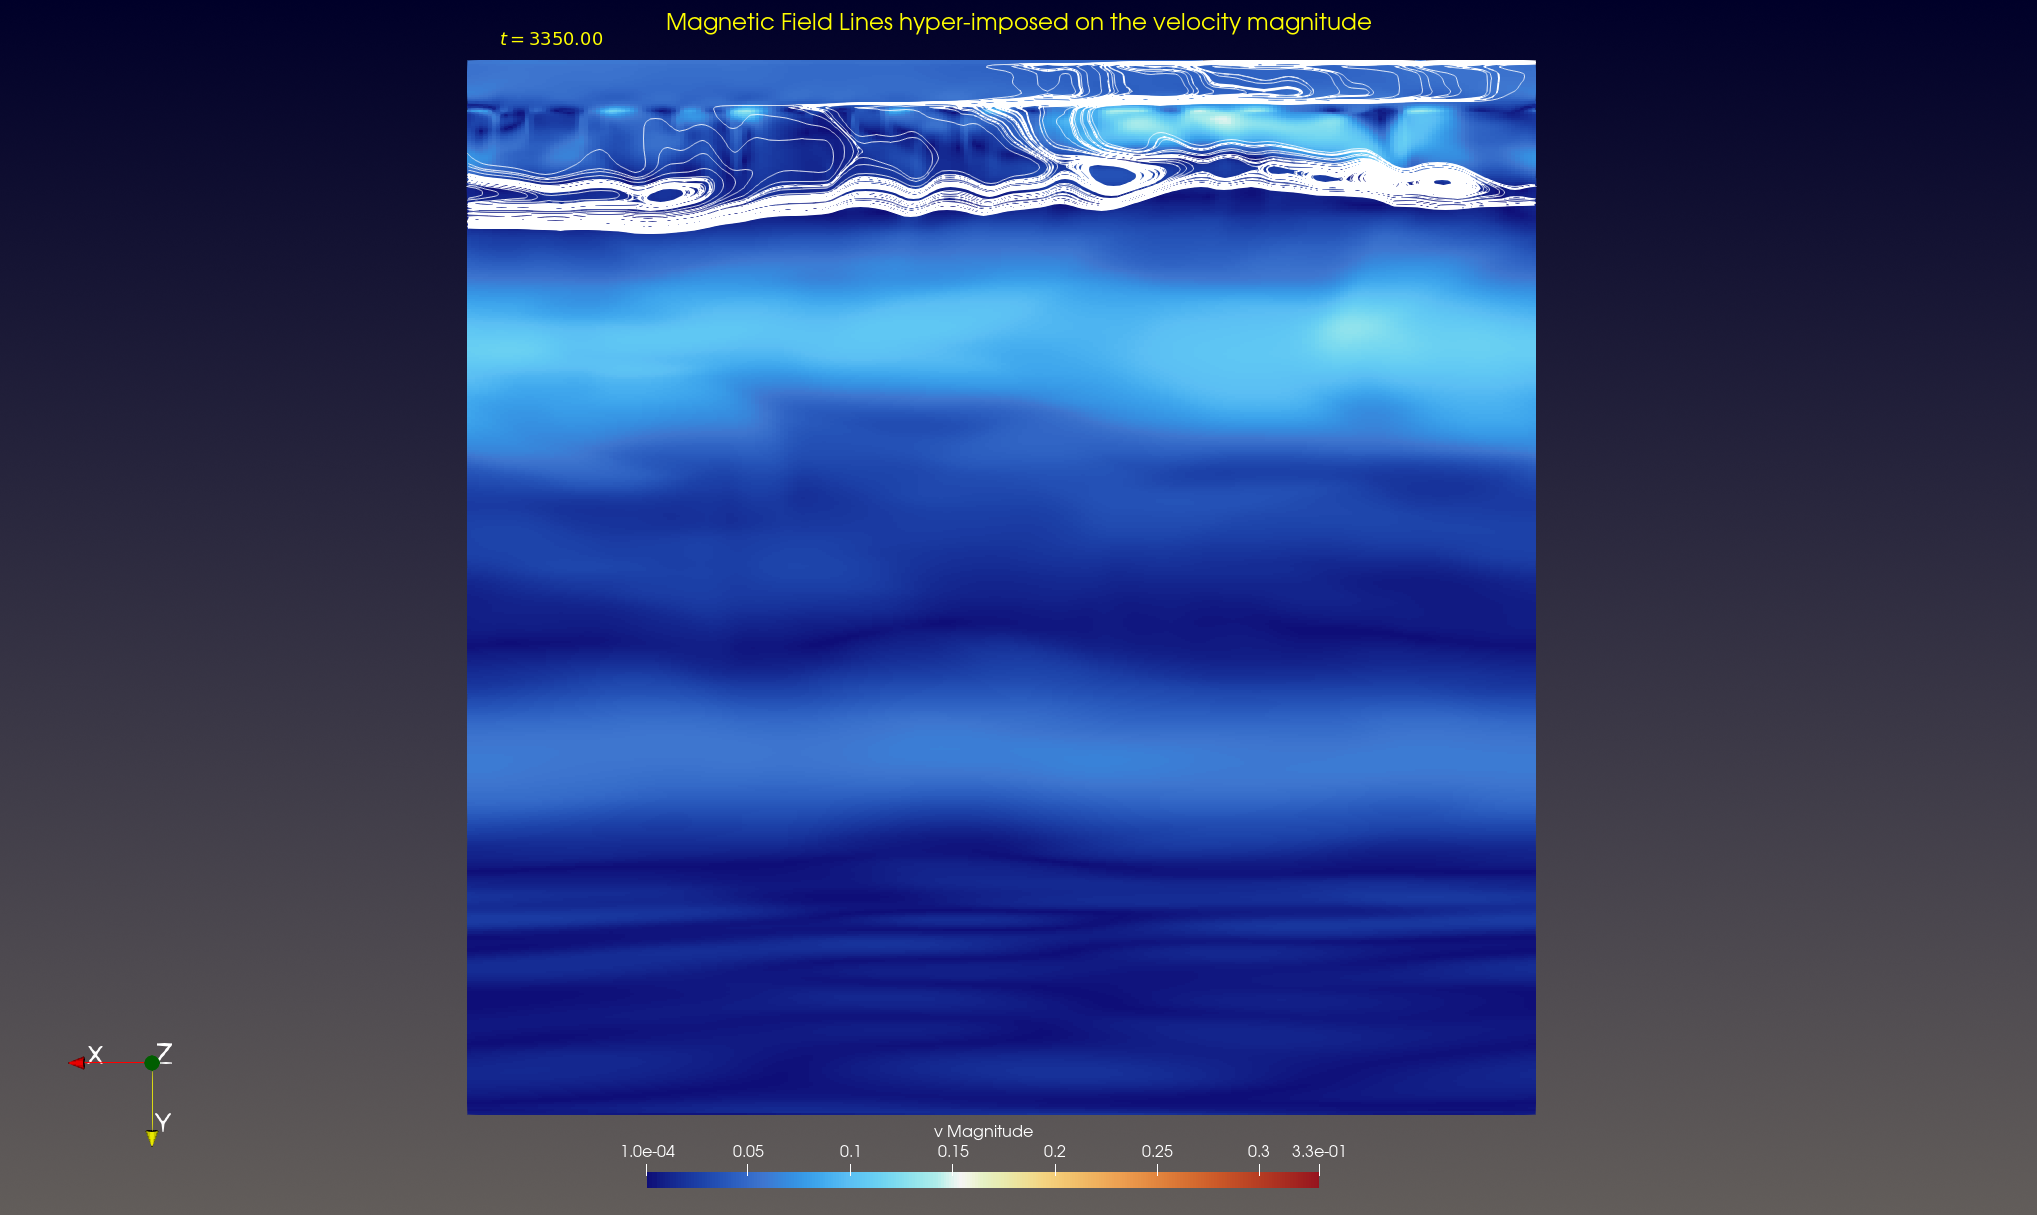 Magnetic Field Lines hyper-imposed on the velocity magnitude
t = 3350.00
X Z
Y
v Magnitude
1.0e-04 0.05 0.1 0.15 0.2 0.25 0.3 3.3e-01